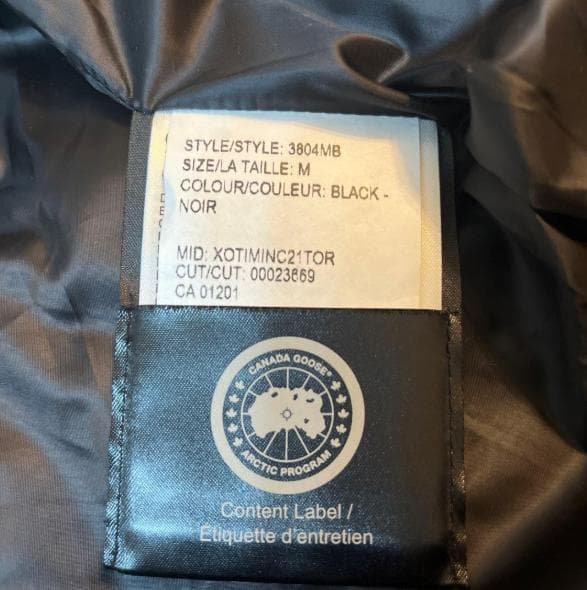 STYLE/STYLE: 3804MB
SIZE/LA TAILLE: M
COLOUR/COULEUR: BLACK -
NOIR
MID: XOTIMINC21TOR
CUT/CUT: 00023669
CA 01201
CANADA GOOSE®
ARCTIC PROGRAM
Content Label /
Étiquette d'entretien